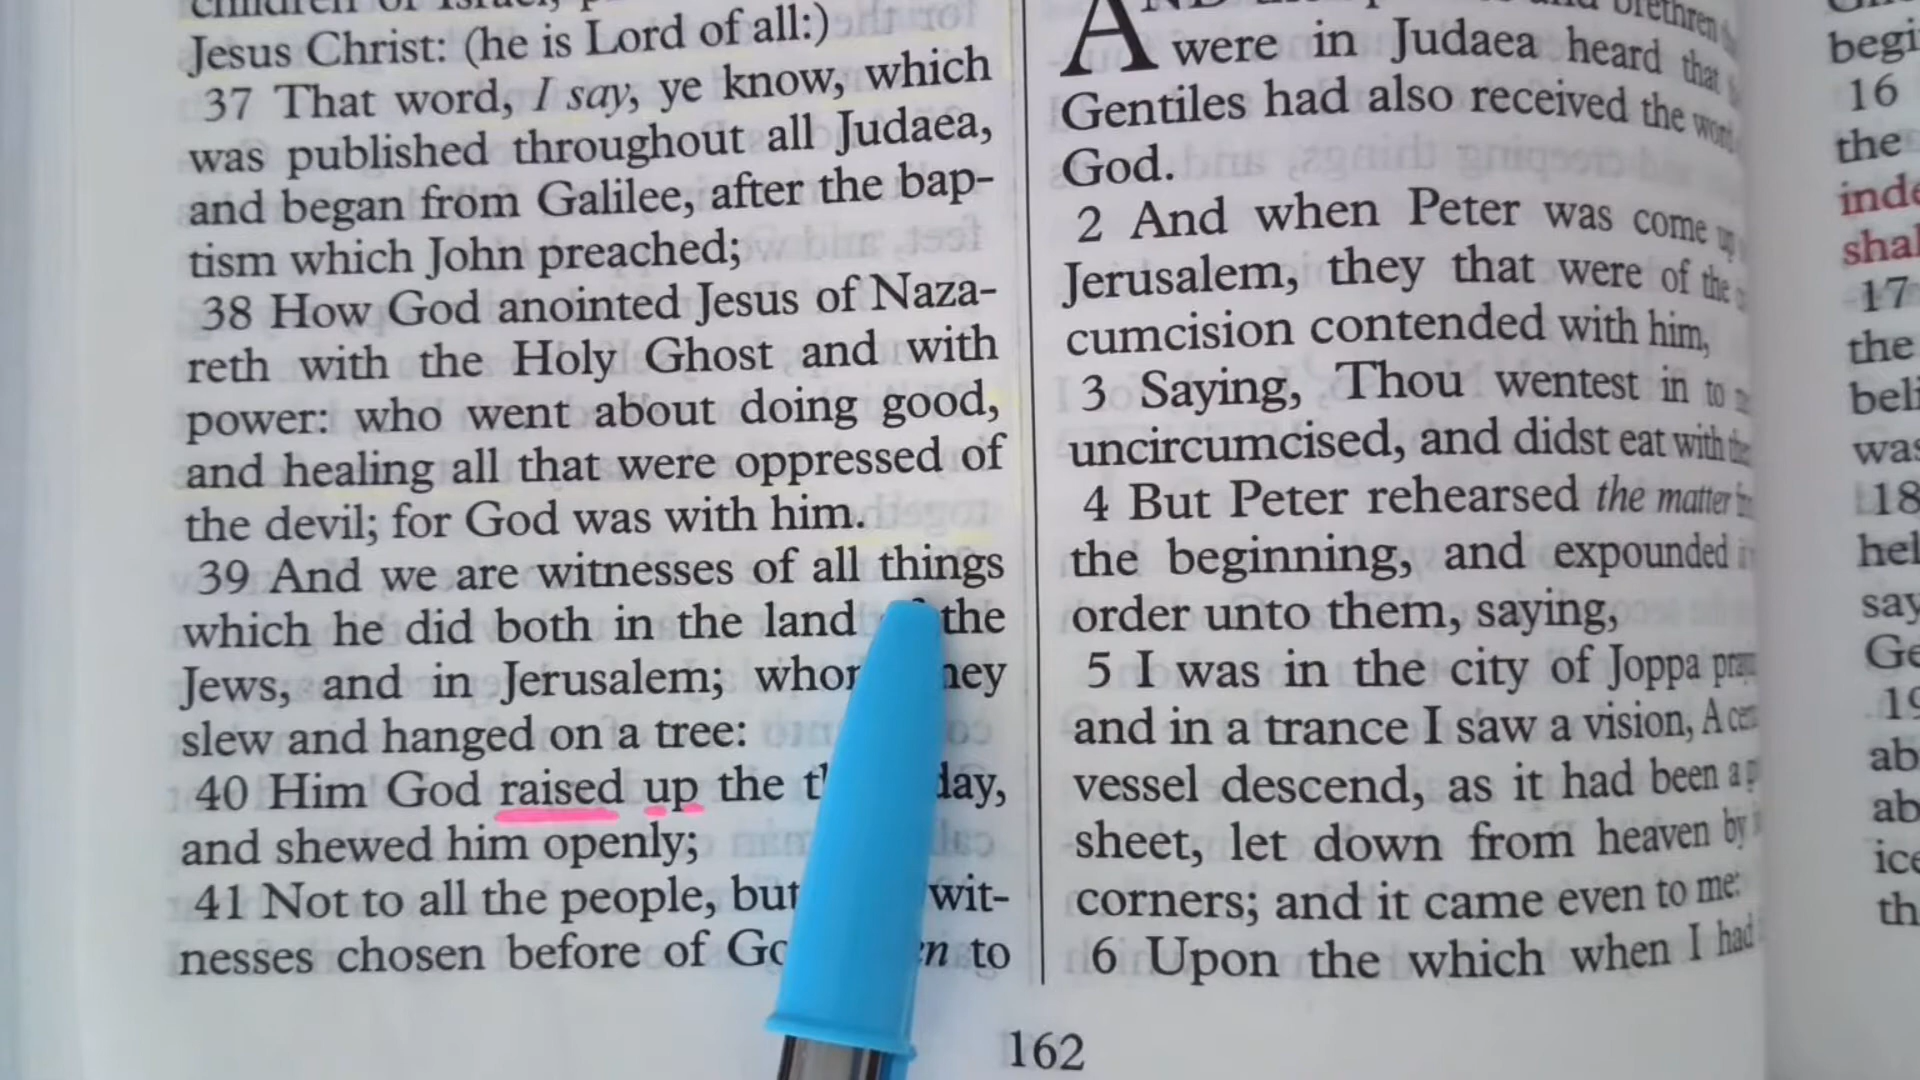 Jesus Christ: (he is Lord of all:)
37 That word, I say, ye know, which
was published throughout all Judaea,
and began from Galilee, after the bap-
tism which John preached;
38 How God anointed Jesus of Naza-
reth with the Holy Ghost and with
power: who went about doing good,
and healing all that were oppressed of
the devil; for God was with him.
39 And we are witnesses of all things
which he did both in the land the
Jews, and in Jerusalem;
slew and hanged on a tree:
40 Him God raised up the day,
and shewed him openly;
41 Not to all the people, but wit-
nesses chosen before of to
brethren
were in Judaea heard that
Gentiles had also received the word
God.
2 And when Peter was come
Jerusalem, they that were of the
cumcision contended with him,
3 Saying, Thou wentest in to
uncircumcised, and didst eat with
4 But Peter rehearsed the matter
the beginning, and expounded
order unto them, saying,
5 I was in the city of Joppa
and in a trance I saw a vision, A
vessel descend, as it had been a
sheet, let down from heaven by
corners; and it came even to me:
6 Upon the which when I had
162
16
the
17
the
18
19